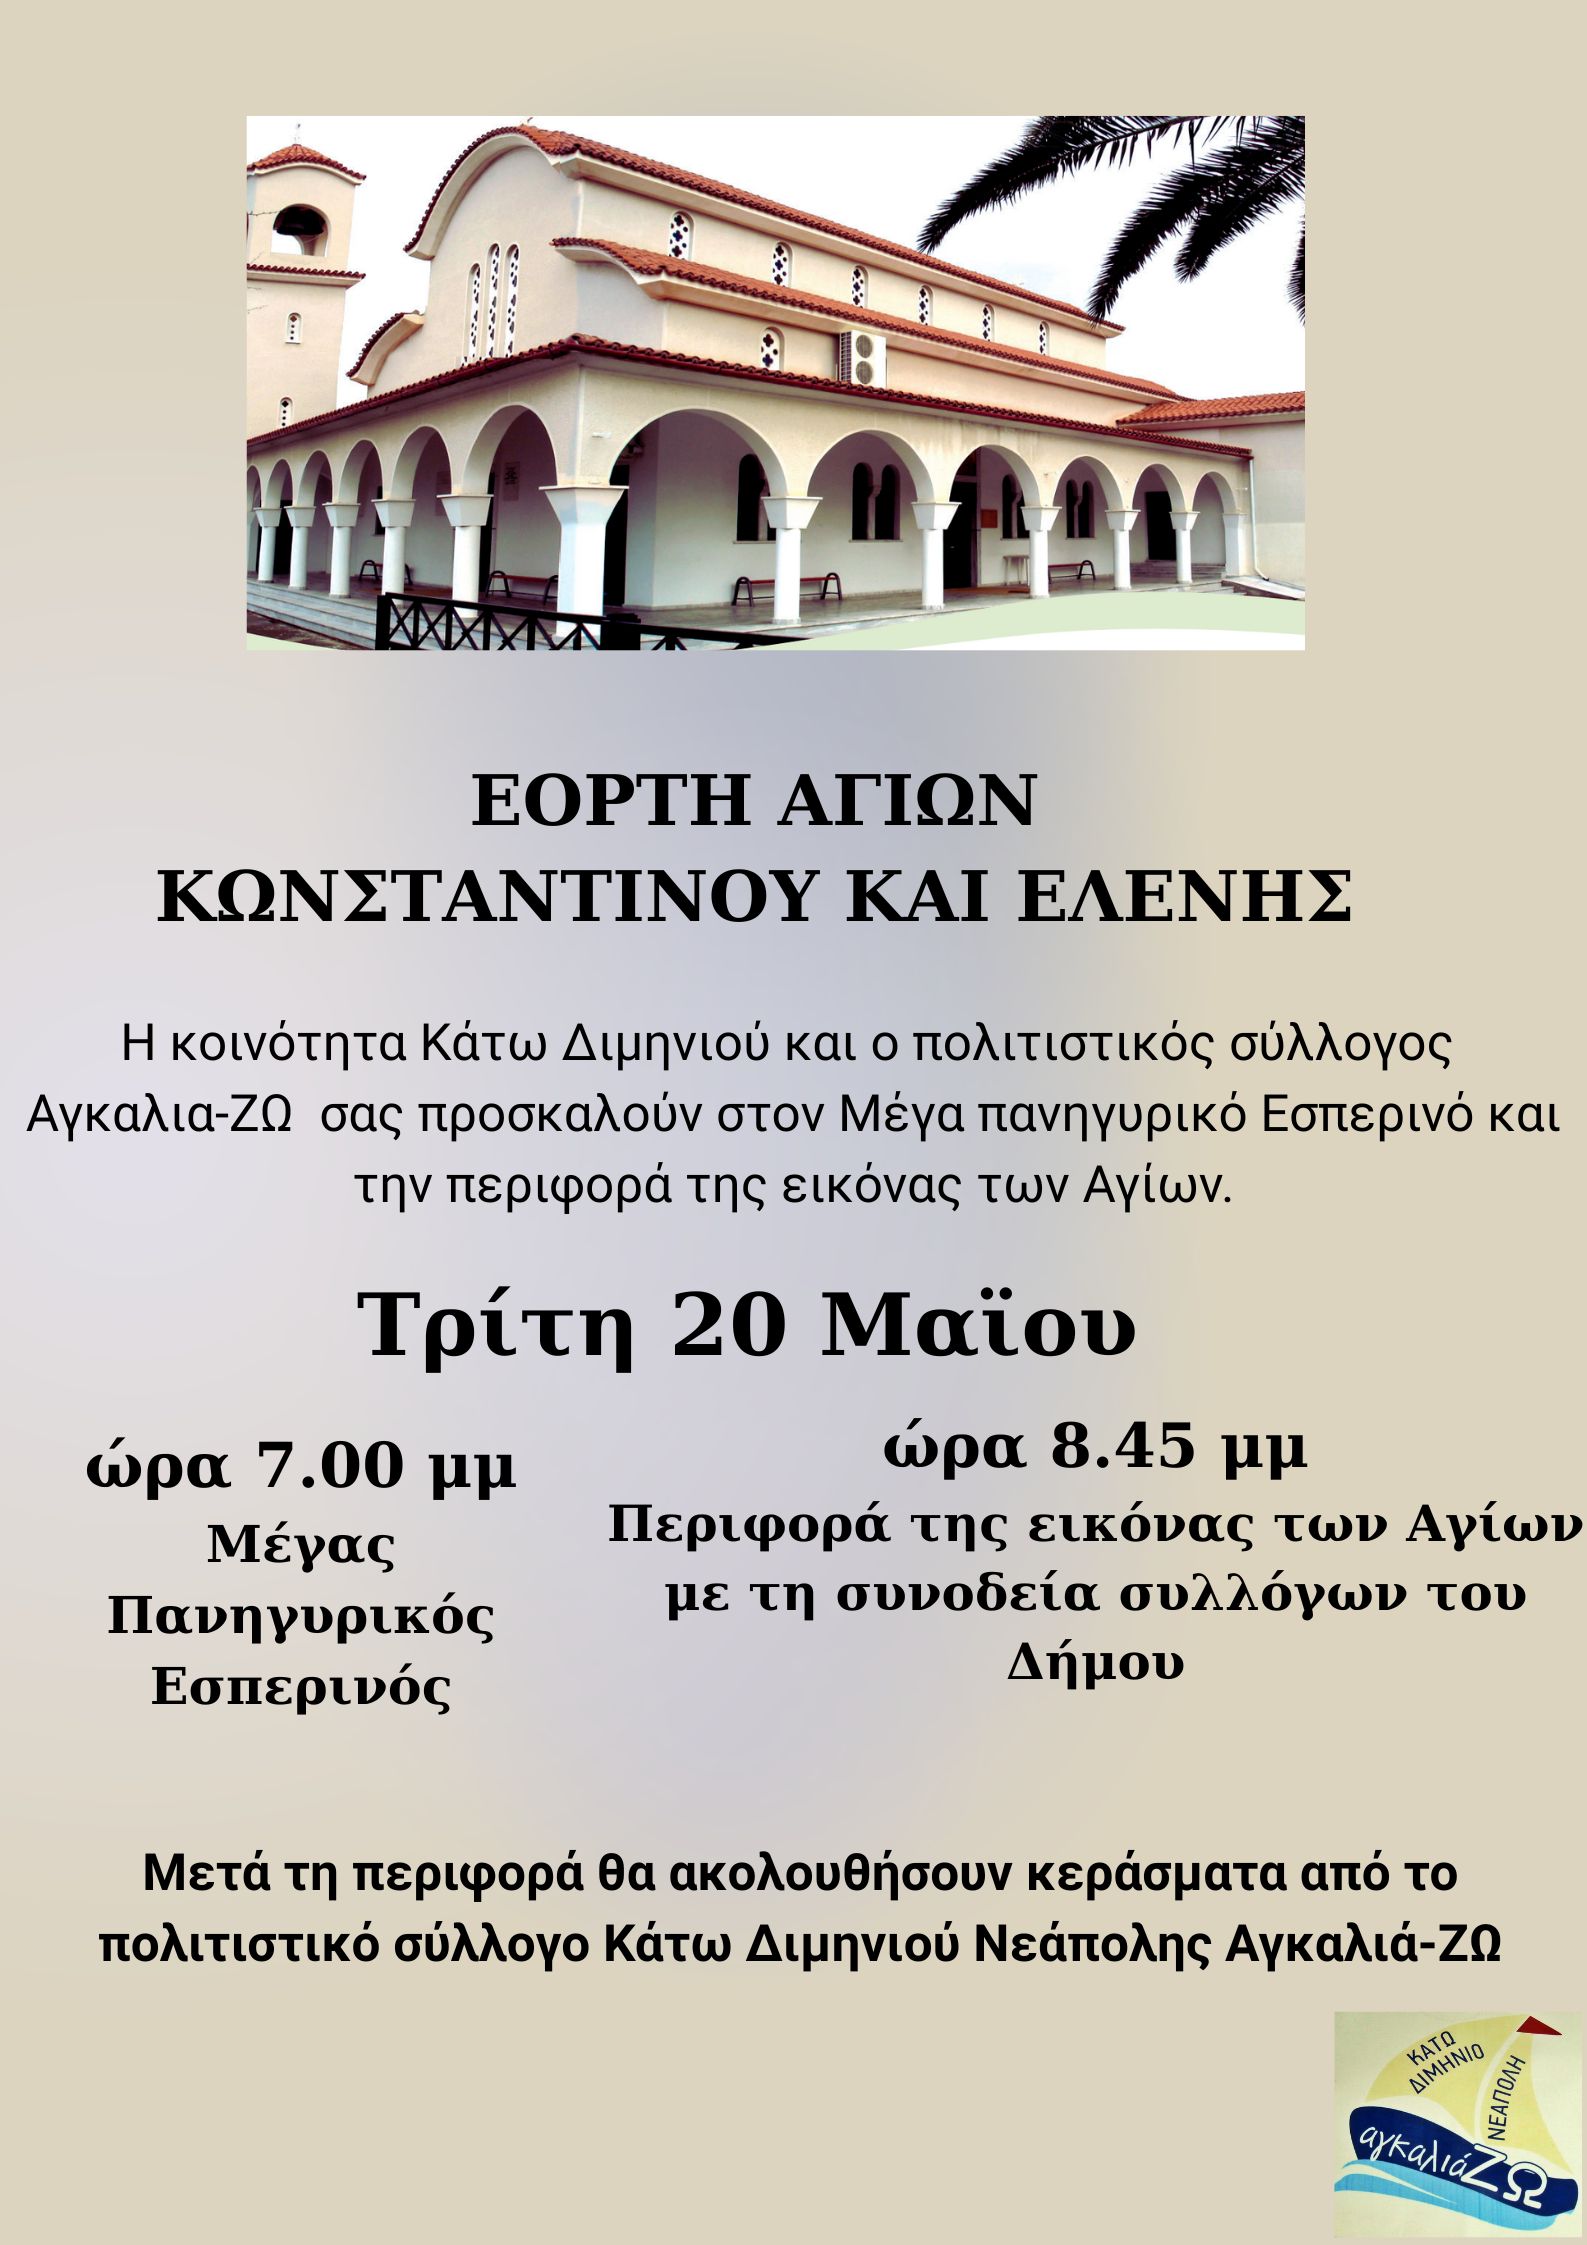 ΕΟΡΤΗ ΑΓΙΩΝ
ΚΩΝΣΤΑΝΤΙΝΟΥ ΚΑΙ ΕΛΕΝΗΣ
Η κοινότητα Κάτω Διμηνιού και ο πολιτιστικός σύλλογος
Αγκαλια-ΖΩ σας προσκαλούν στον Μέγα πανηγυρικό Εσπερινό και
την περιφορά της εικόνας των Αγίων.
Τρίτη 20 Μαϊου
ώρα 7.00 μμ
Μέγας
Πανηγυρικός
Εσπερινός
ώρα 8.45 μμ
Περιφορά της εικόνας των Αγίων
με τη συνοδεία συλλόγων του
Δήμου
Μετά τη περιφορά θα ακολουθήσουν κεράσματα από το
πολιτιστικό σύλλογο Κάτω Διμηνιού Νεάπολης Αγκαλιά-ΖΩ
ΚΑΤΩ
ΔΙΜΗΝΙΟ
ΝΕΑΠΟΛΗ
αγκαλιάΖΩ